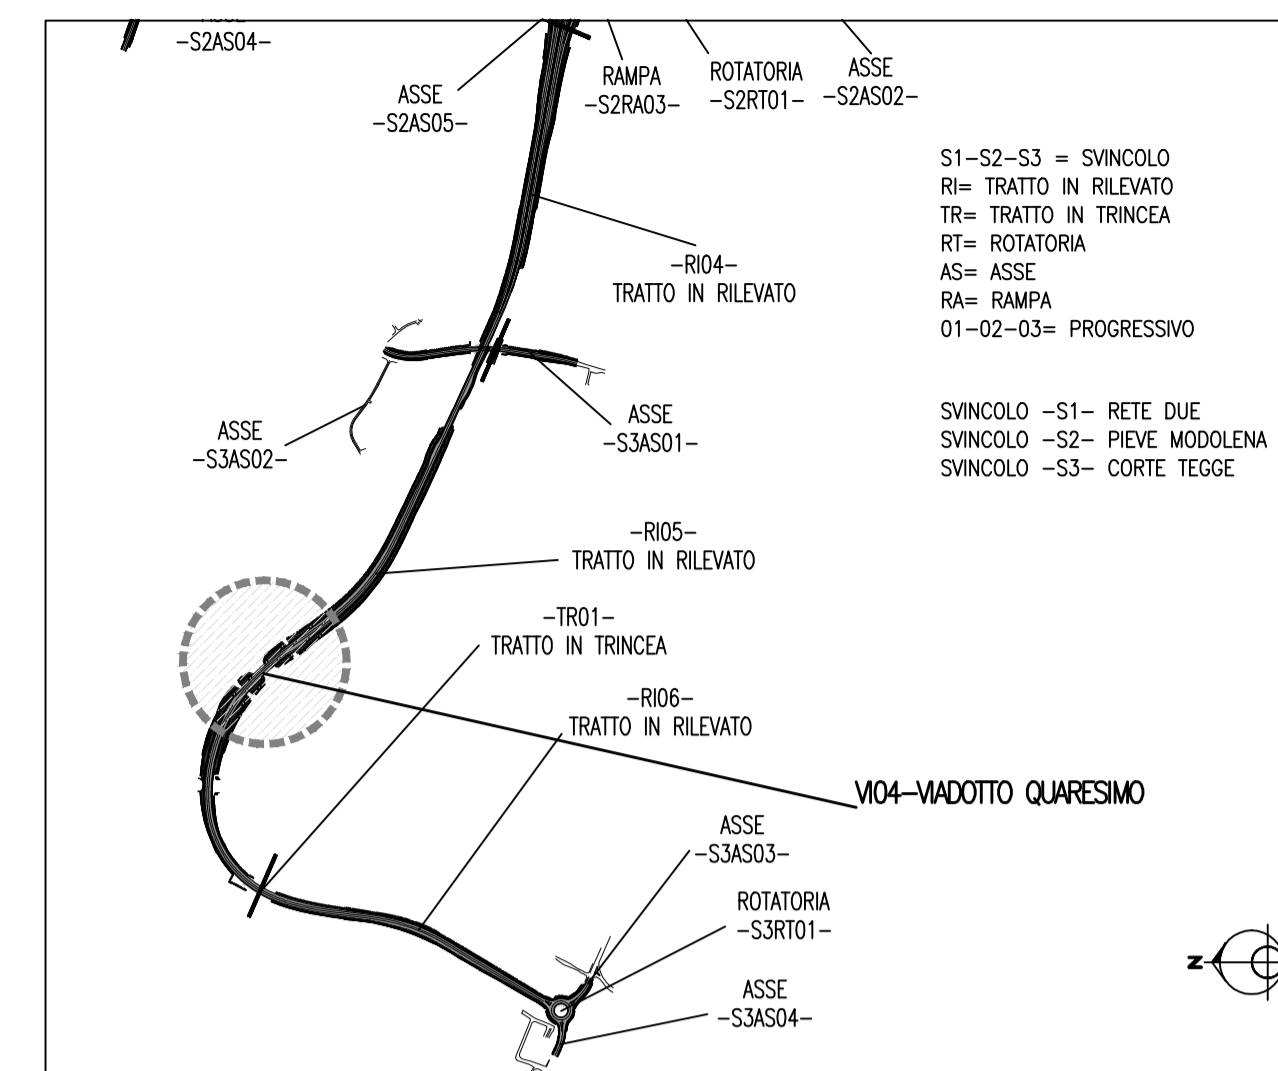 -S2AS04-
ASSE
-S2AS05-
RAMPA
-S2RA03-
ROTATORIA
-S2RT01-
ASSE
-S2AS02-
S1-S2-S3 = SVINCOLO
RI= TRATTO IN RILEVATO
TR= TRATTO IN TRINCEA
RT= ROTATORIA
AS= ASSE
RA= RAMPA
01-02-03= PROGRESSIVO
-RI04-
TRATTO IN RILEVATO
ASSE
-S3AS02-
ASSE
-S3AS01-
SVINCOLO -S1- RETE DUE
SVINCOLO -S2- PIEVE MODOLENA
SVINCOLO -S3- CORTE TEGGE
-RI05-
TRATTO IN RILEVATO
-TR01-
TRATTO IN TRINCEA
-RI06-
TRATTO IN RILEVATO
VI04-VIADOTTO QUARESIMO
ASSE
-S3AS03-
ROTATORIA
-S3RT01-
N
ASSE
-S3AS04-